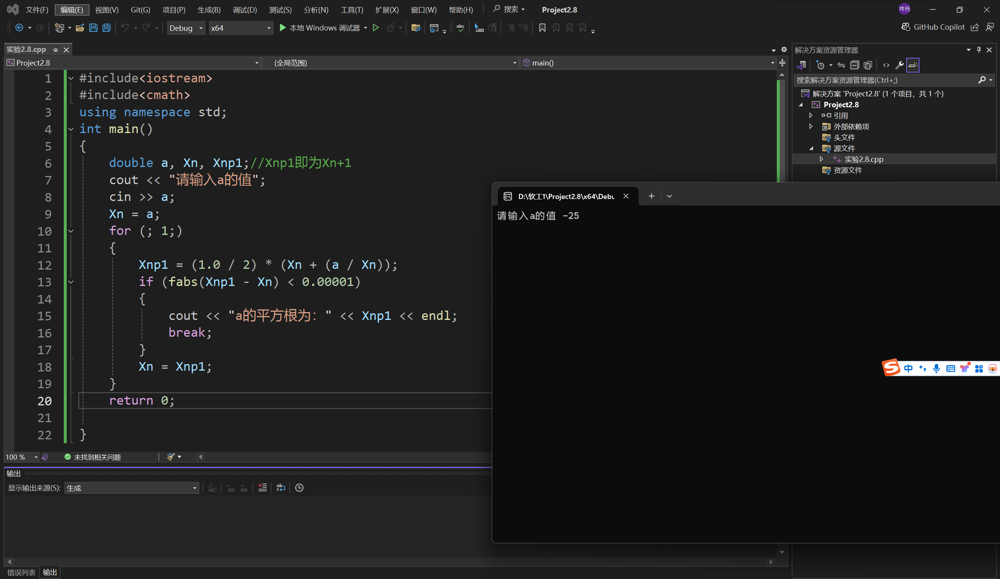 文件(F) 编辑(E) 视图(V) Git(G) 项目(P) 生成(B) 调试(D) 测试(S) 分析(N) 工具(T) 扩展(X) 窗口(W) 帮助(H) 搜索 Project2.8 祎杨
Debug x64 本地 Windows 调试器 GitHub Copilot
实验2.8.cpp
Project2.8 (全局范围) main()
1 #include<iostream>
2 #include<cmath>
3 using namespace std;
4 int main()
5 {
6 double a, Xn, Xnp1;//Xnp1即为Xn+1
7 cout << "请输入a的值";
8 cin >> a;
9 Xn = a;
10 for (; 1;)
11 {
12 Xnp1 = (1.0 / 2) * (Xn + (a / Xn));
13 if (fabs(Xnp1 - Xn) < 0.00001)
14 {
15 cout << "a的平方根为：" << Xnp1 << endl;
16 break;
17 }
18 Xn = Xnp1;
19 }
20 return 0;
21
22 }
100 % 未找到相关问题
输出
显示输出来源(S): 生成
错误列表 输出
解决方案资源管理器
搜索解决方案资源管理器(Ctrl+;)
解决方案 'Project2.8' (1 个项目，共 1 个)
Project2.8
引用
外部依赖项
头文件
源文件
实验2.8.cpp
资源文件
D:\软工1\Project2.8\x64\Debu
请输入a的值 -25
中